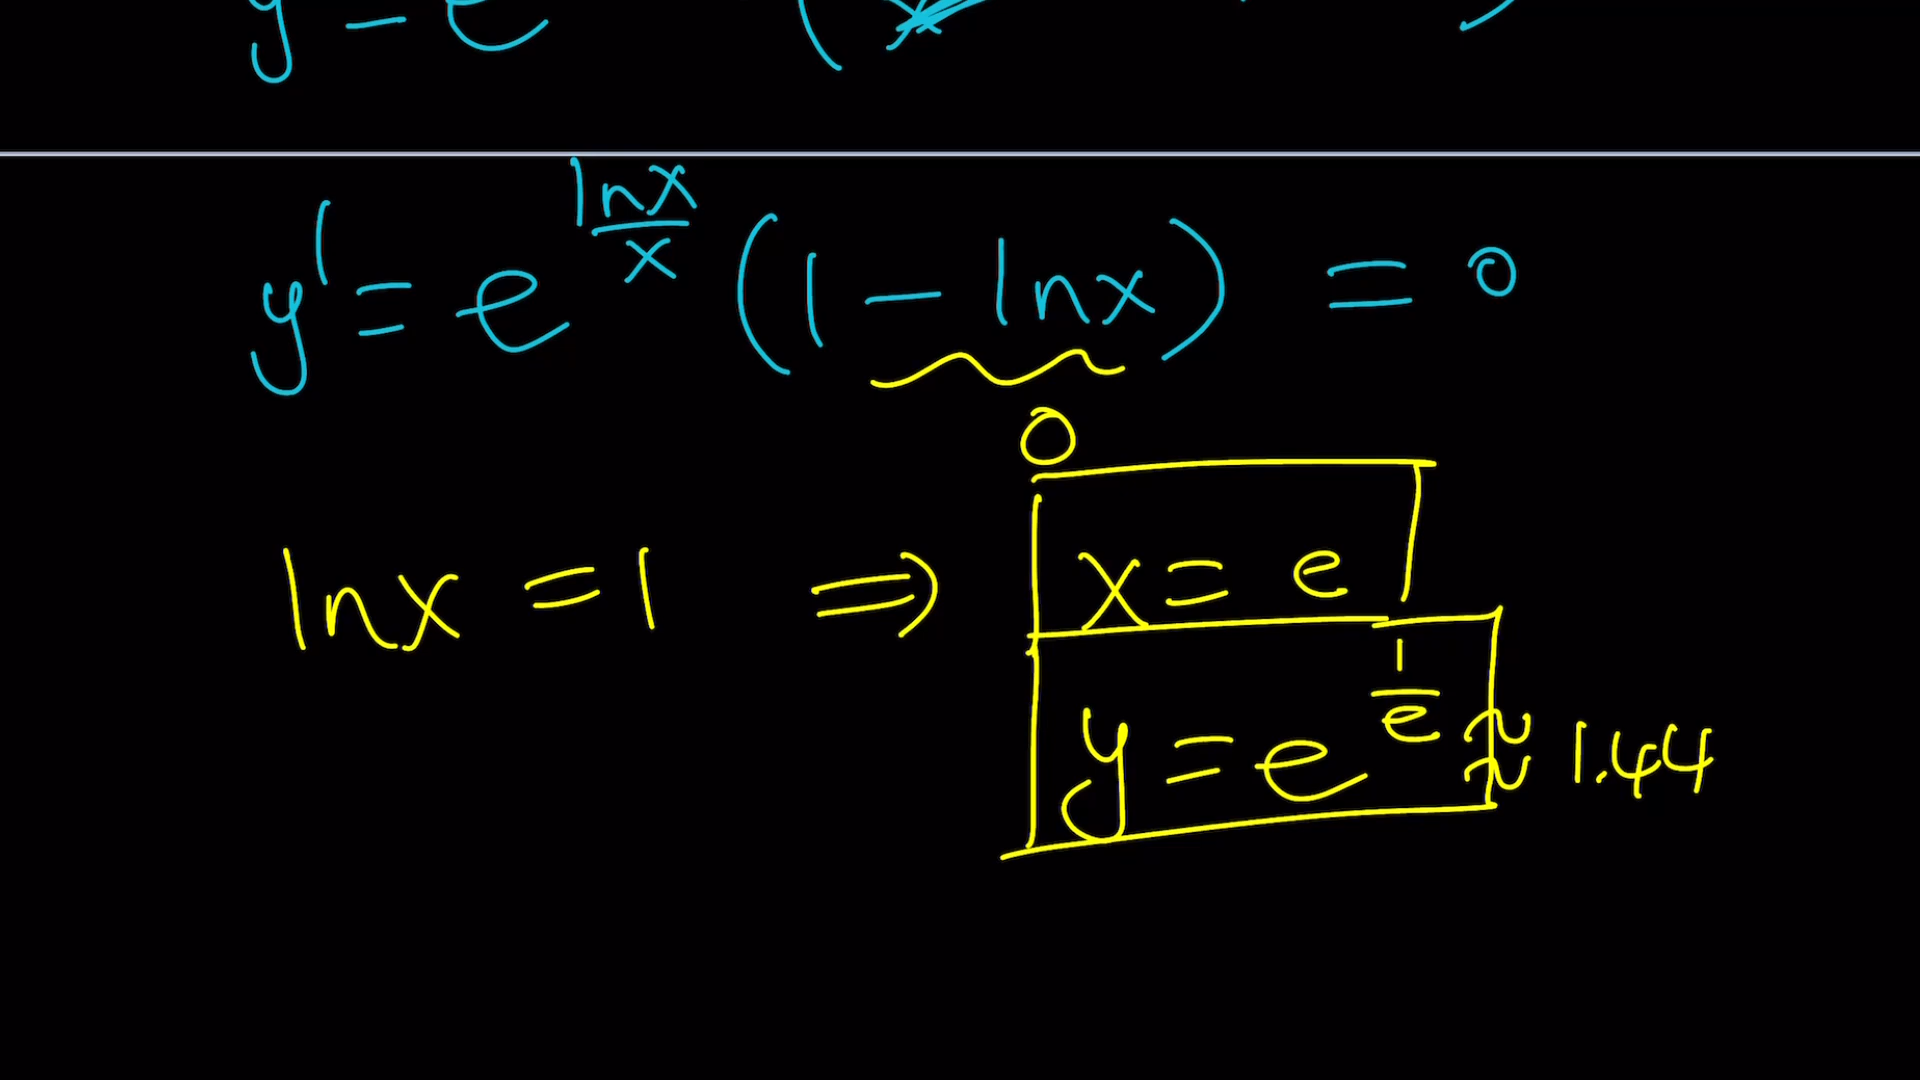 y = e (x
y' = e^(lnx/x) (1 - lnx) = 0
0
lnx = 1 ⇒ x = e
y = e^(1/e) ≈ 1.44